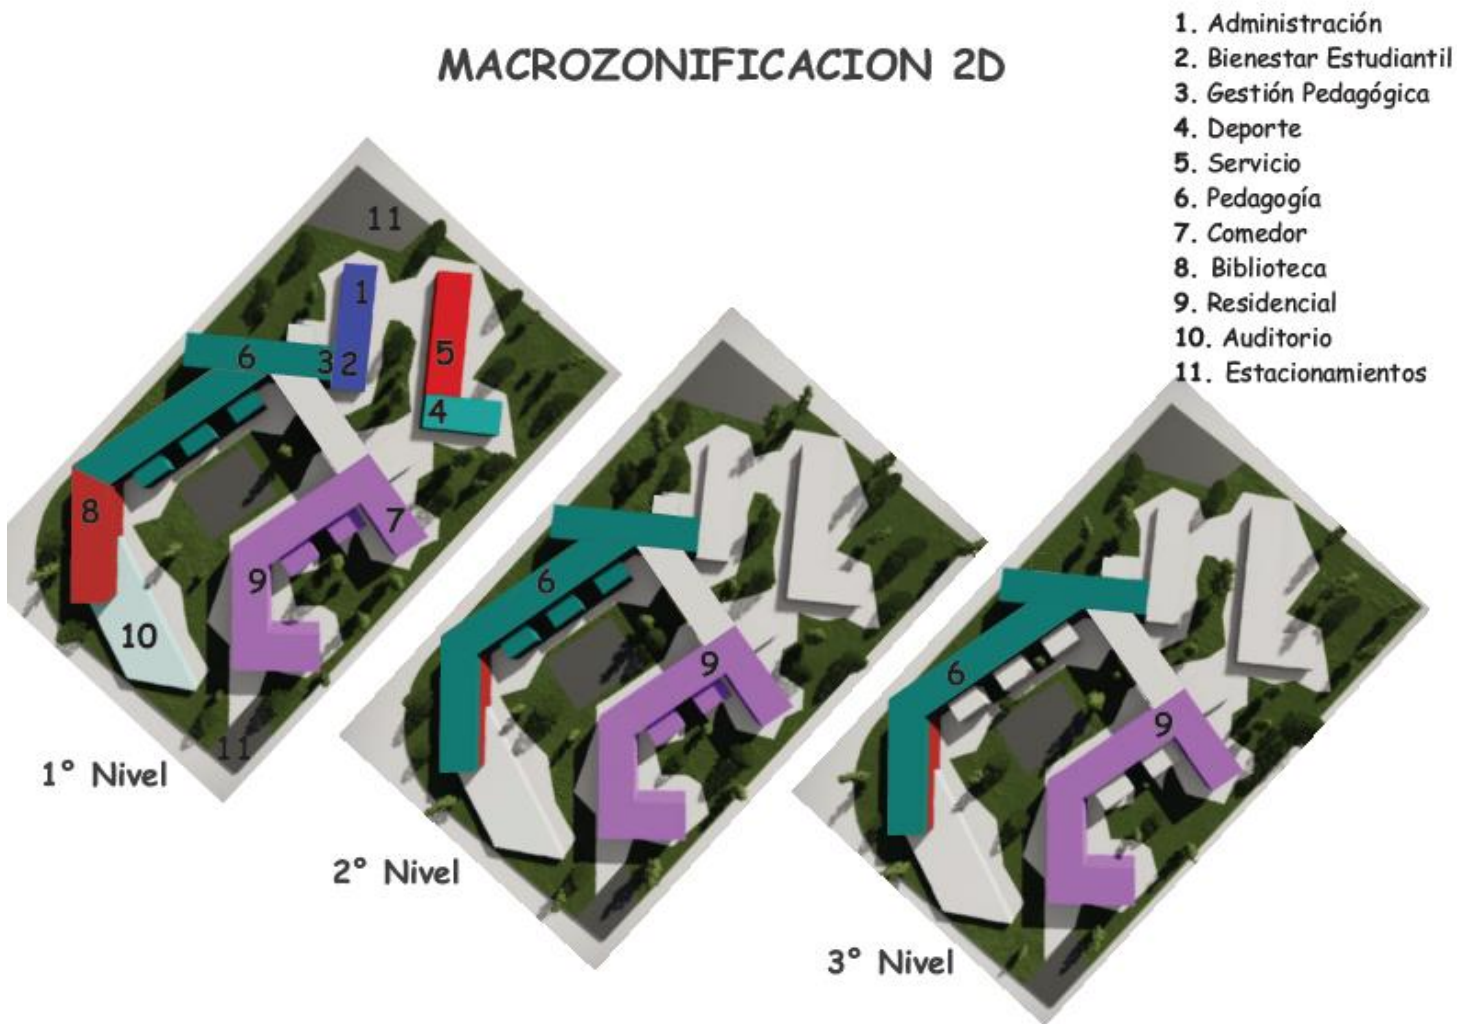 MACROZONIFICACION 2D
1. Administración
2. Bienestar Estudiantil
3. Gestión Pedagógica
4. Deporte
5. Servicio
6. Pedagogía
7. Comedor
8. Biblioteca
9. Residencial
10. Auditorio
11. Estacionamientos
11
1
6
3
2
5
4
8
7
9
10
11
1° Nivel
6
9
2° Nivel
6
9
3° Nivel